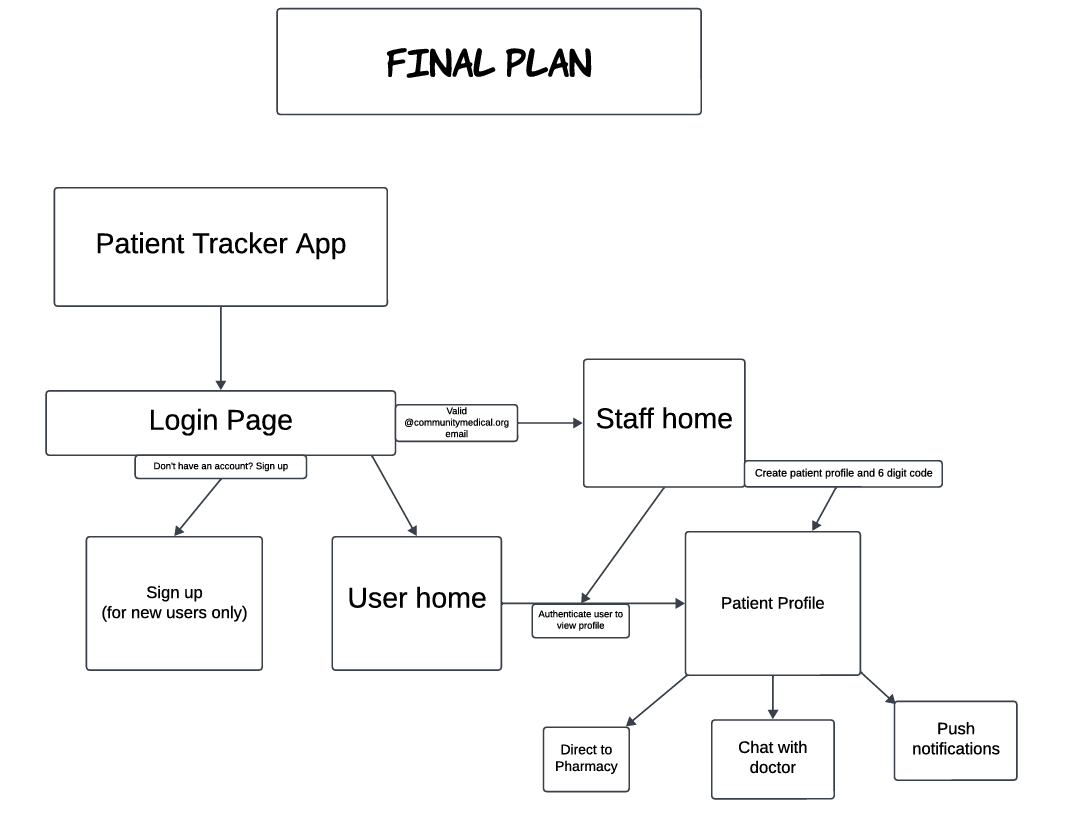 FINAL PLAN
Patient Tracker App
Login Page
Valid
@communitymedical.org
email
Staff home
Don't have an account? Sign up
Create patient profile and 6 digit code
Sign up
(for new users only)
User home
Authenticate user to
view profile
Patient Profile
Direct to
Pharmacy
Chat with
doctor
Push
notifications